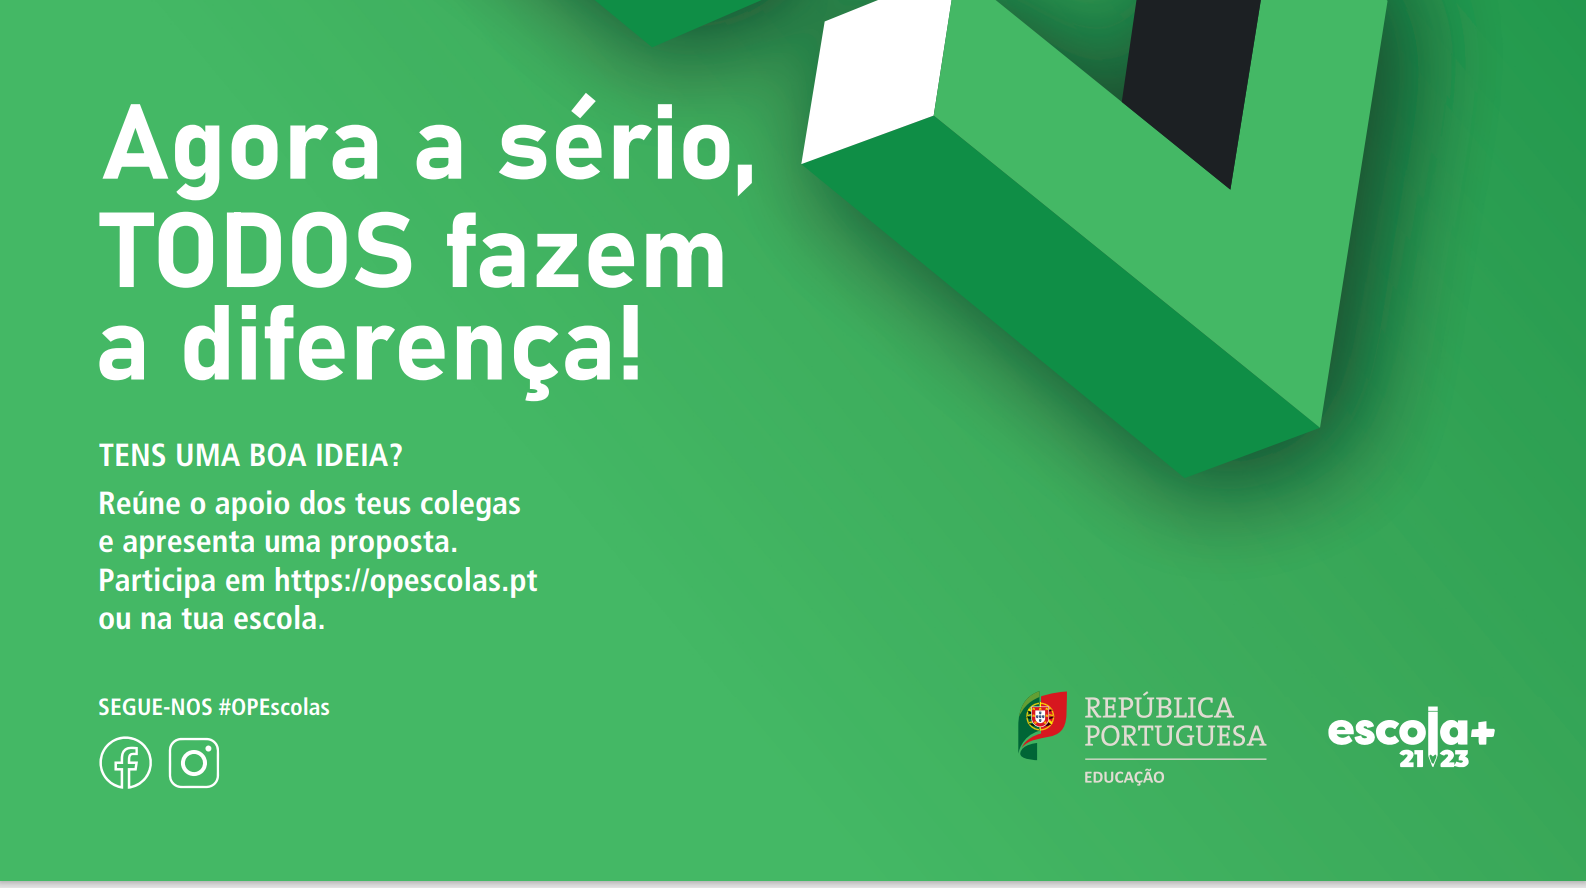 Agora a sério,
TODOS fazem
a diferença!
TENS UMA BOA IDEIA?
Reúne o apoio dos teus colegas
e apresenta uma proposta.
Participa em https://opescolas.pt
ou na tua escola.
SEGUE-NOS #OPEscolas
REPÚBLICA
PORTUGUESA
EDUCAÇÃO
escola+
21 23